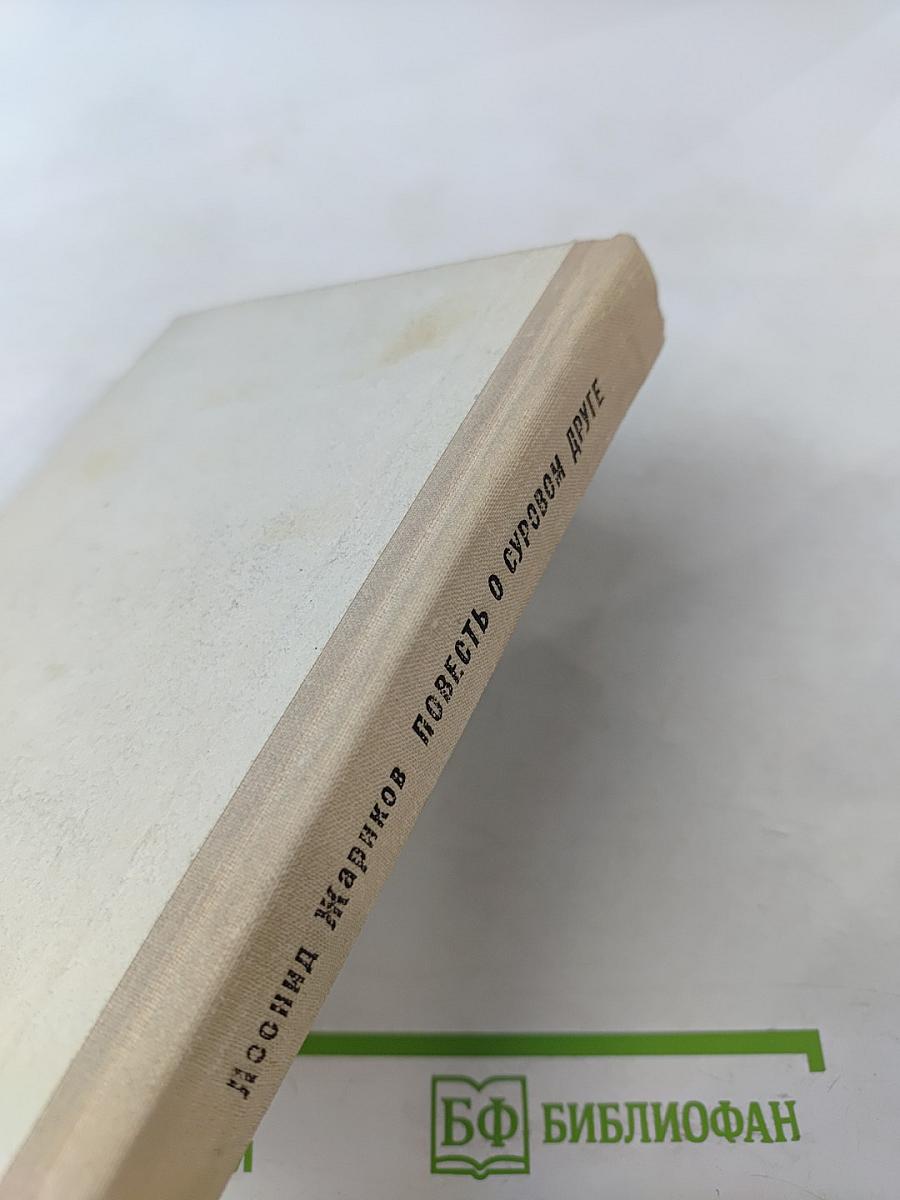 Леонид Жариков ПОВЕСТЬ О СУРОВОМ ДРУГЕ
БФ БИБЛИОФАН